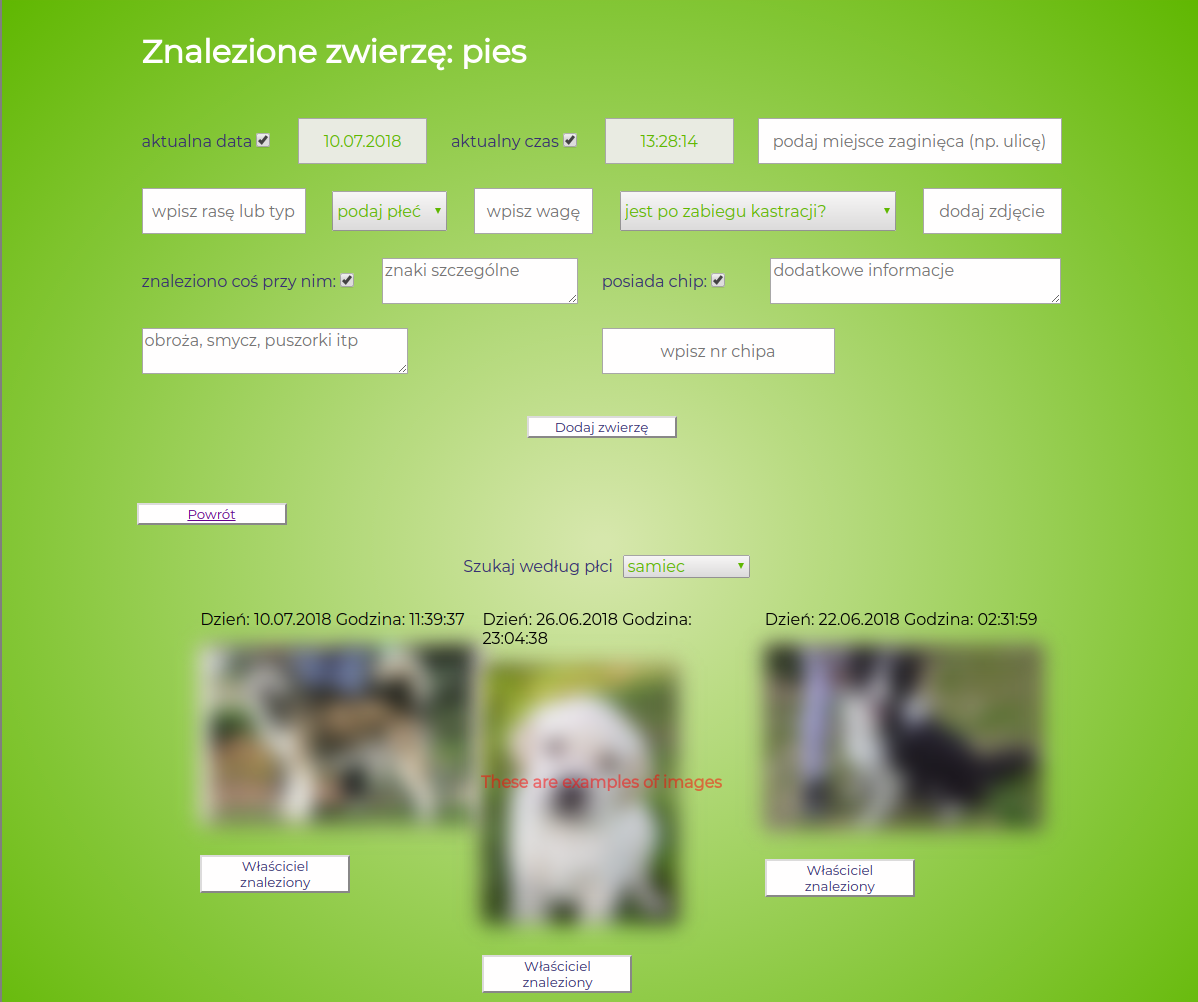 Znalezione zwierzę: pies
aktualna data 10.07.2018 aktualny czas 13:28:14 podaj miejsce zaginięca (np. ulicę)
wpisz rasę lub typ podaj płeć wpisz wagę jest po zabiegu kastracji? dodaj zdjęcie
znaleziono coś przy nim: znaki szczególne posiada chip: dodatkowe informacje
obroża, smycz, puszorki itp wpisz nr chipa
Dodaj zwierzę
Powrót
Szukaj według płci samiec
Dzień: 10.07.2018 Godzina: 11:39:37
Dzień: 26.06.2018 Godzina:
23:04:38
Dzień: 22.06.2018 Godzina: 02:31:59
These are examples of images
Właściciel
znaleziony
Właściciel
znaleziony
Właściciel
znaleziony